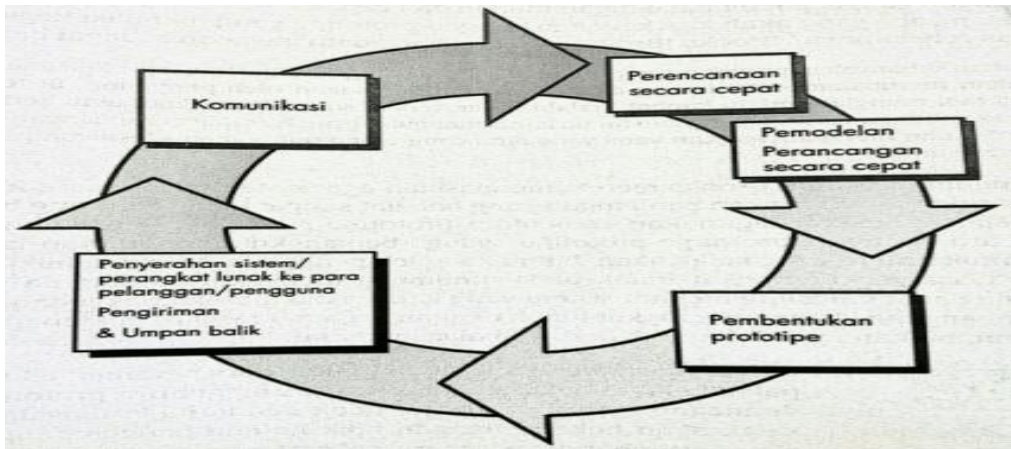 Komunikasi
Perencanaan
secara cepat
Pemodelan
Perancangan
secara cepat
Pembentukan
prototipe
Penyerahan sistem/
perangkat lunak ke para
pelanggan/pengguna
Pengiriman
& Umpan balik